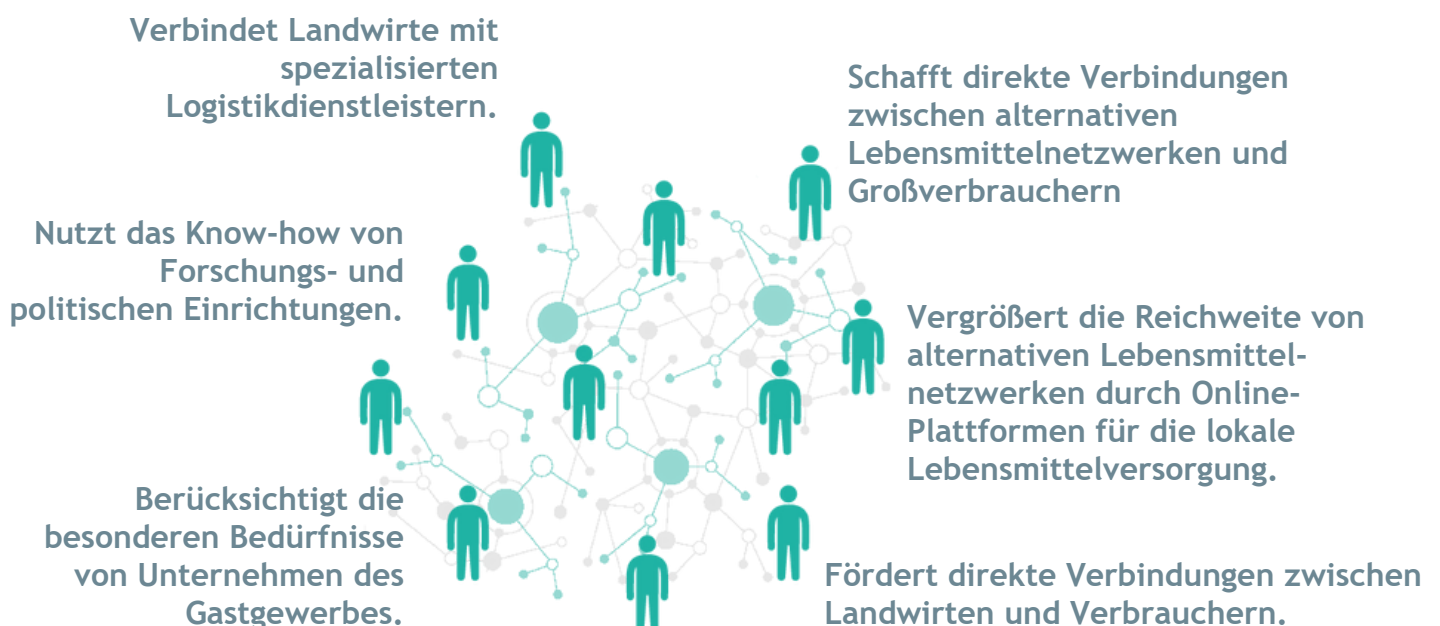 Verbindet Landwirte mit
spezialisierten
Logistikdienstleistern.
Schafft direkte Verbindungen
zwischen alternativen
Lebensmittelnetzwerken und
Großverbrauchern
Nutzt das Know-how von
Forschungs- und
politischen Einrichtungen.
Vergrößert die Reichweite von
alternativen Lebensmittel-
netzwerken durch Online-
Plattformen für die lokale
Lebensmittelversorgung.
Berücksichtigt die
besonderen Bedürfnisse
von Unternehmen des
Gastgewerbes.
Fördert direkte Verbindungen zwischen
Landwirten und Verbrauchern.